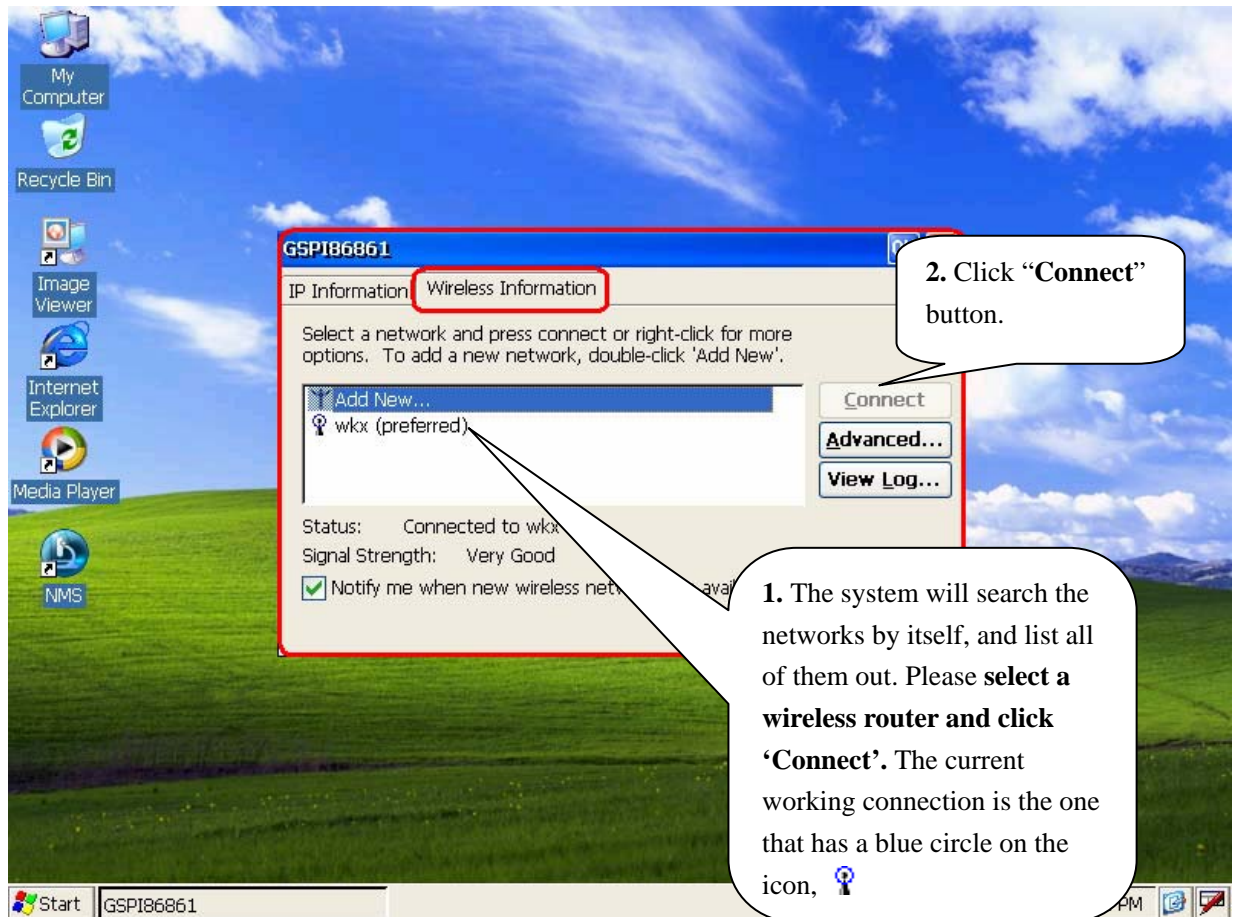 My
Computer
Recycle Bin
Image
Viewer
Internet
Explorer
Media Player
NMS
GSPI86861
IP Information
Wireless Information
Select a network and press connect or right-click for more
options. To add a new network, double-click 'Add New'.
Add New...
wkx (preferred)
Connect
Advanced...
View Log...
Status: Connected to wkx
Signal Strength: Very Good
Notify me when new wireless
2. Click “Connect”
button.
1. The system will search the
networks by itself, and list all
of them out. Please select a
wireless router and click
‘Connect’. The current
working connection is the one
that has a blue circle on the
icon,
Start
GSPI86861
PM